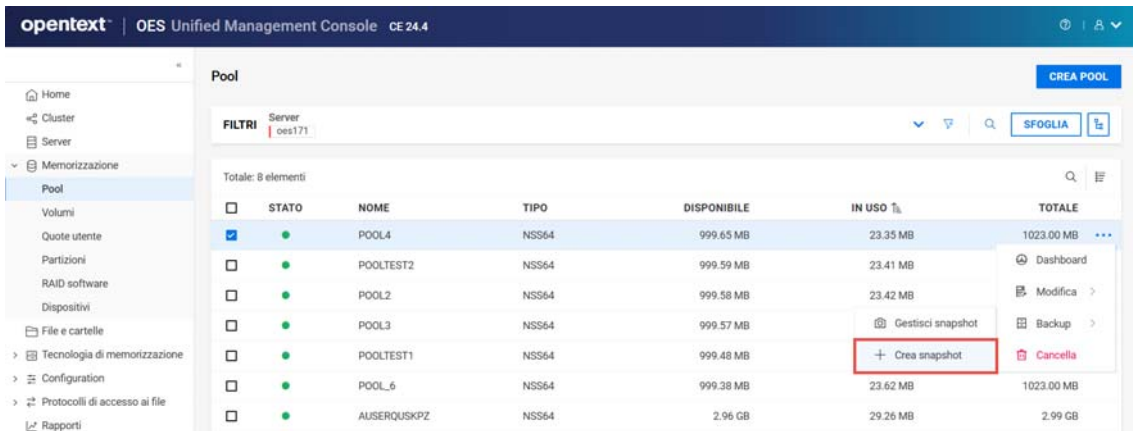 opentext™ | OES Unified Management Console CE 24.4
Home
Cluster
Server
Memorizzazione
Pool
Volumi
Quote utente
Partizioni
RAID software
Dispositivi
File e cartelle
Tecnologia di memorizzazione
Configuration
Protocolli di accesso ai file
Rapporti
Pool
CREA POOL
FILTRI Server
oes171
SFOGLIA
Totale: 8 elementi
STATO NOME TIPO DISPONIBILE IN USO TOTALE
POOL4 NSS64 999.65 MB 23.35 MB 1023.00 MB
POOLTEST2 NSS64 999.59 MB 23.41 MB
POOL2 NSS64 999.58 MB 23.42 MB
POOL3 NSS64 999.57 MB
POOLTEST1 NSS64 999.48 MB
POOL_6 NSS64 999.38 MB 23.62 MB 1023.00 MB
AUSERQUSKPZ NSS64 2.96 GB 29.26 MB 2.99 GB
Dashboard
Modifica
Backup
Cancella
Gestisci snapshot
Crea snapshot